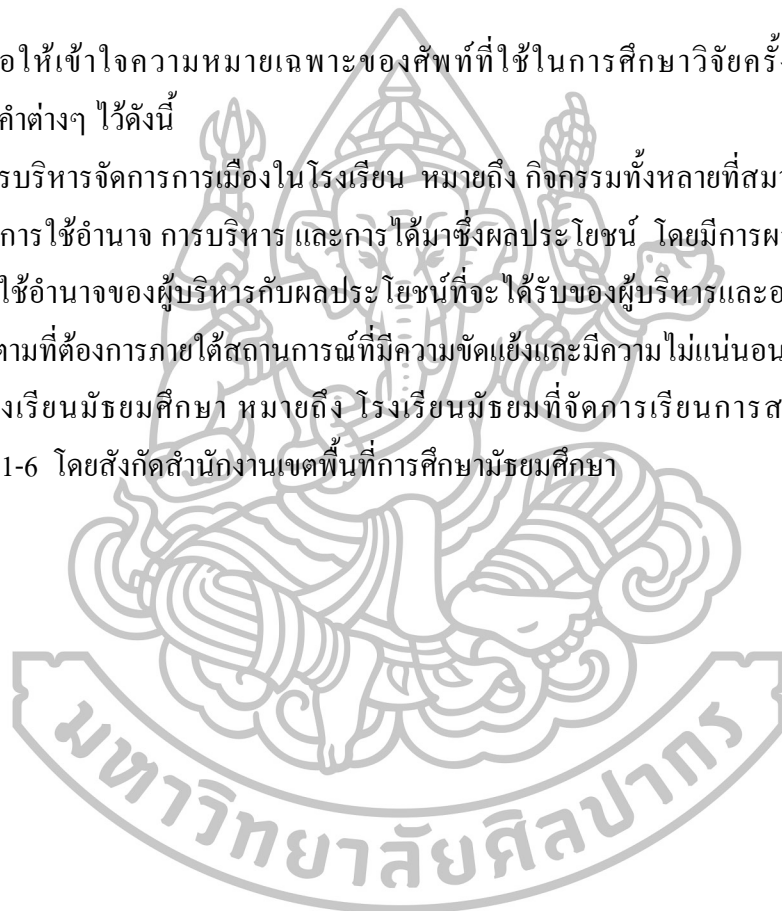 อให้เข้าใจความหมายเฉพาะของศัพท์ที่ใช้ในการศึกษาวิจัยครั้
คำต่างๆ ไว้ดังนี้
รบริหารจัดการการเมืองในโรงเรียน หมายถึง กิจกรรมทั้งหลายที่สมา
การใช้อำนาจ การบริหาร และการได้มาซึ่งผลประโยชน์ โดยมีการผ
ใช้อำนาจของผู้บริหารกับผลประโยชน์ที่จะได้รับของผู้บริหารและอ
ตามที่ต้องการภายใต้สถานการณ์ที่มีความขัดแย้งและมีความไม่แน่นอน
งเรียนมัธยมศึกษา หมายถึง โรงเรียนมัธยมที่จัดการเรียนการส
1-6 โดยสังกัดสำนักงานเขตพื้นที่การศึกษามัธยมศึกษา
มหาวิทยาลัยศิลปากร